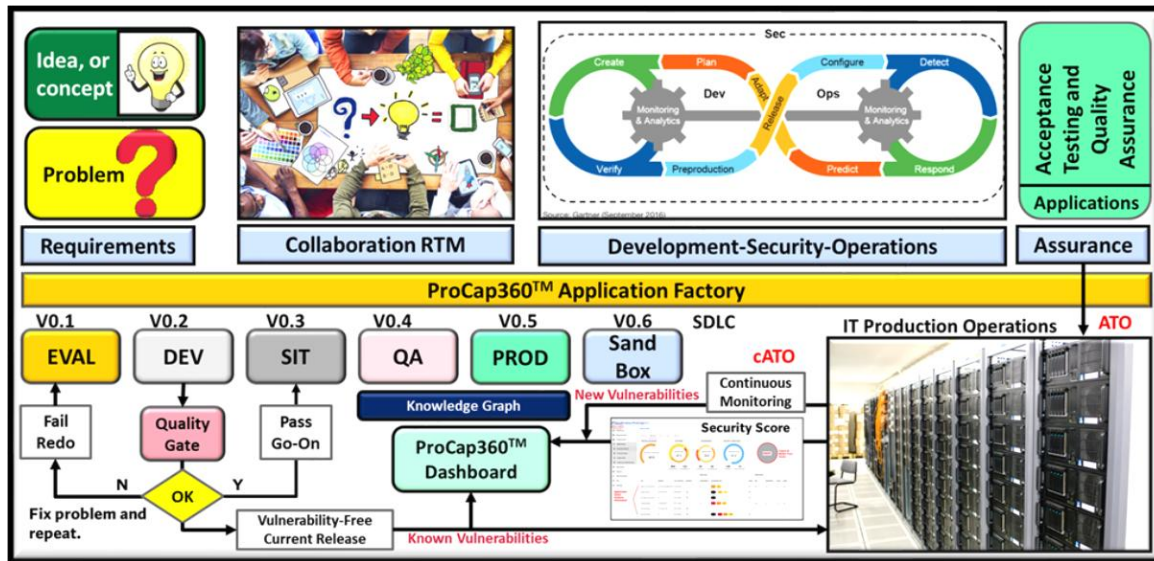 Idea, or
concept
Problem
Requirements
Collaboration RTM
Sec
Create
Plan
Adapt
Configure
Detect
Monitoring
& Analytics
Dev
Release
Ops
Monitoring
& Analytics
Verify
Preproduction
Predict
Respond
Source: Gartner (September 2016)
Development-Security-Operations
Acceptance
Testing and
Quality
Assurance
Applications
Assurance
ProCap360TM Application Factory
V0.1
V0.2
V0.3
V0.4
V0.5
V0.6
SDLC
EVAL
DEV
SIT
QA
PROD
Sand
Box
IT Production Operations
ATO
cATO
Fail
Redo
Quality
Gate
Pass
Go-On
Knowledge Graph
New Vulnerabilities
Continuous
Monitoring
ProCap360TM
Dashboard
Security Score
N
OK
Y
Fix problem and
repeat.
Vulnerability-Free
Current Release
Known Vulnerabilities